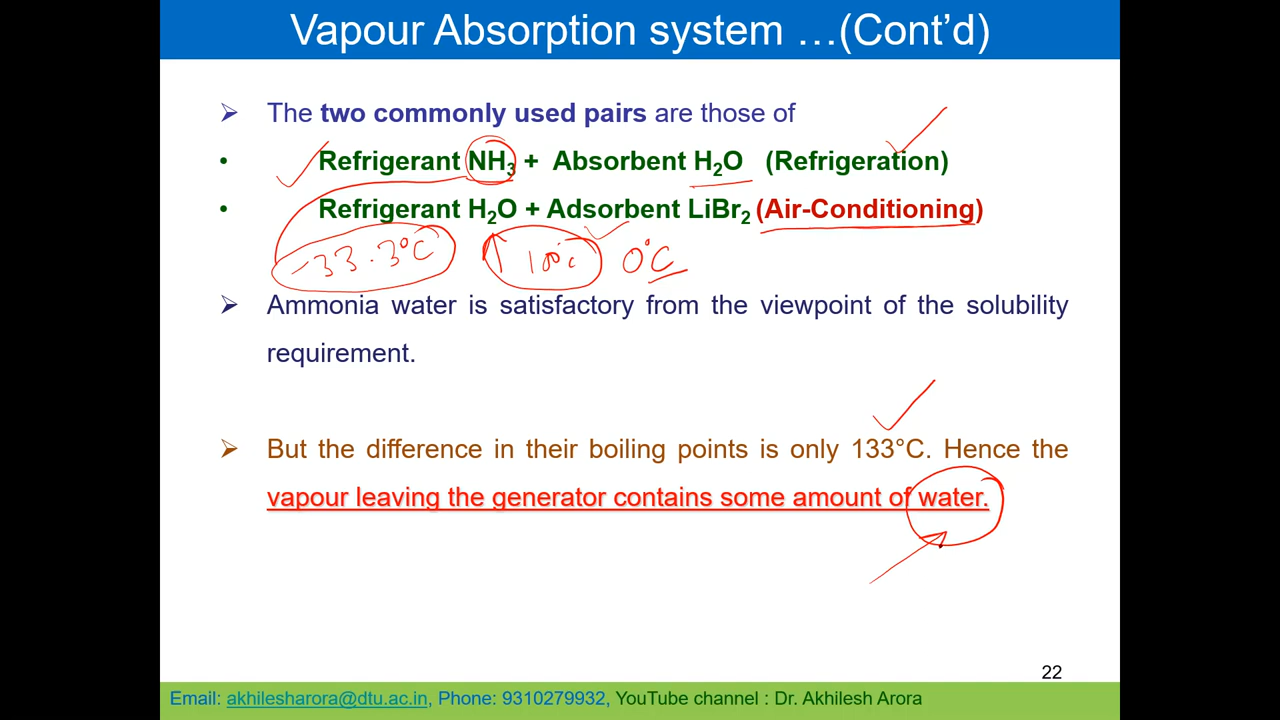 Vapour Absorption system …(Cont'd)
➢ The two commonly used pairs are those of
• Refrigerant NH₃ + Absorbent H₂O (Refrigeration)
• Refrigerant H₂O + Adsorbent LiBr₂ (Air-Conditioning)
-33.3°C 100°C 0°C
➢ Ammonia water is satisfactory from the viewpoint of the solubility
requirement.
➢ But the difference in their boiling points is only 133°C. Hence the
vapour leaving the generator contains some amount of water.
22
Email: akhilesharora@dtu.ac.in, Phone: 9310279932, YouTube channel : Dr. Akhilesh Arora